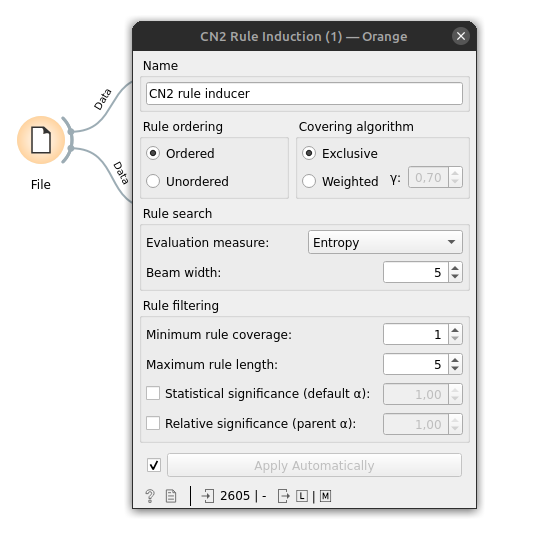 CN2 Rule Induction (1) — Orange
Name
CN2 rule inducer
Data
Rule ordering
Covering algorithm
Ordered
Exclusive
Unordered
Weighted γ: 0,70
Data
File
Rule search
Evaluation measure: Entropy
Beam width: 5
Rule filtering
Minimum rule coverage: 1
Maximum rule length: 5
Statistical significance (default α): 1,00
Relative significance (parent α): 1,00
Apply Automatically
? 2605 | - L | M